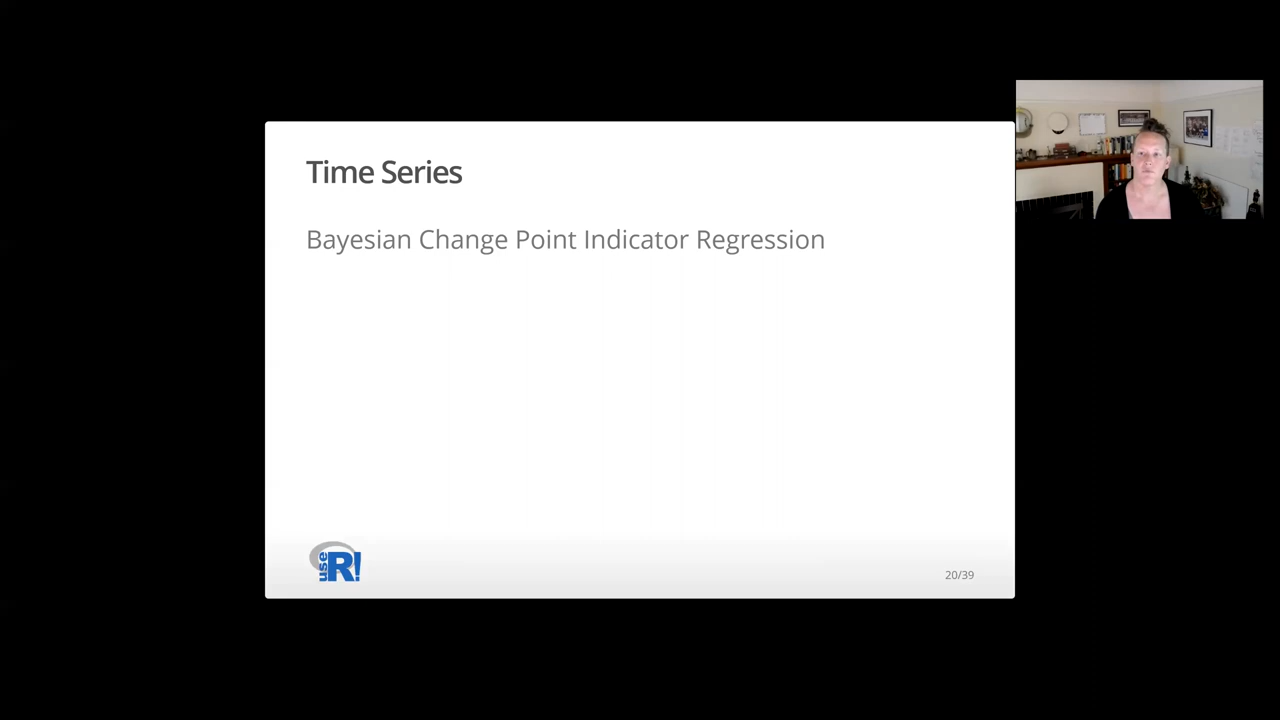 Time Series
Bayesian Change Point Indicator Regression
useR!
20/39